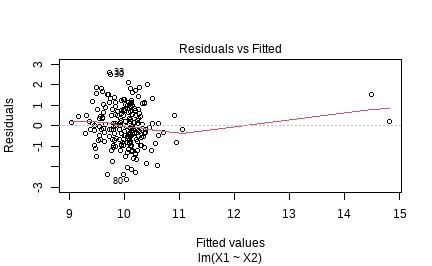 Residuals vs Fitted
Residuals
3
2
1
0
-1
-3
33
30
80
9 10 11 12 13 14 15
Fitted values
lm(X1 ~ X2)